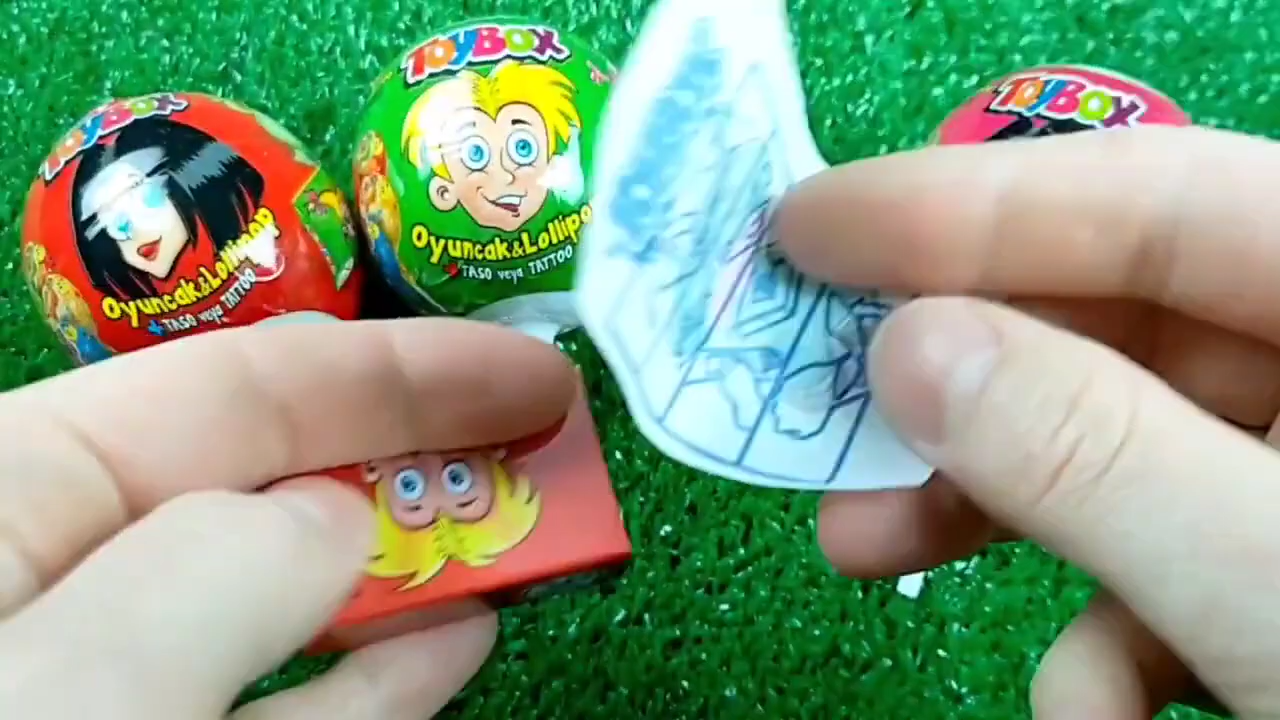 TOYBOX
Oyuncak&Lollipop
+ TASO veya TATTOO
TOYBOX
Oyuncak&Lollipo
+ TASO veya TATTOO
TOYBOX